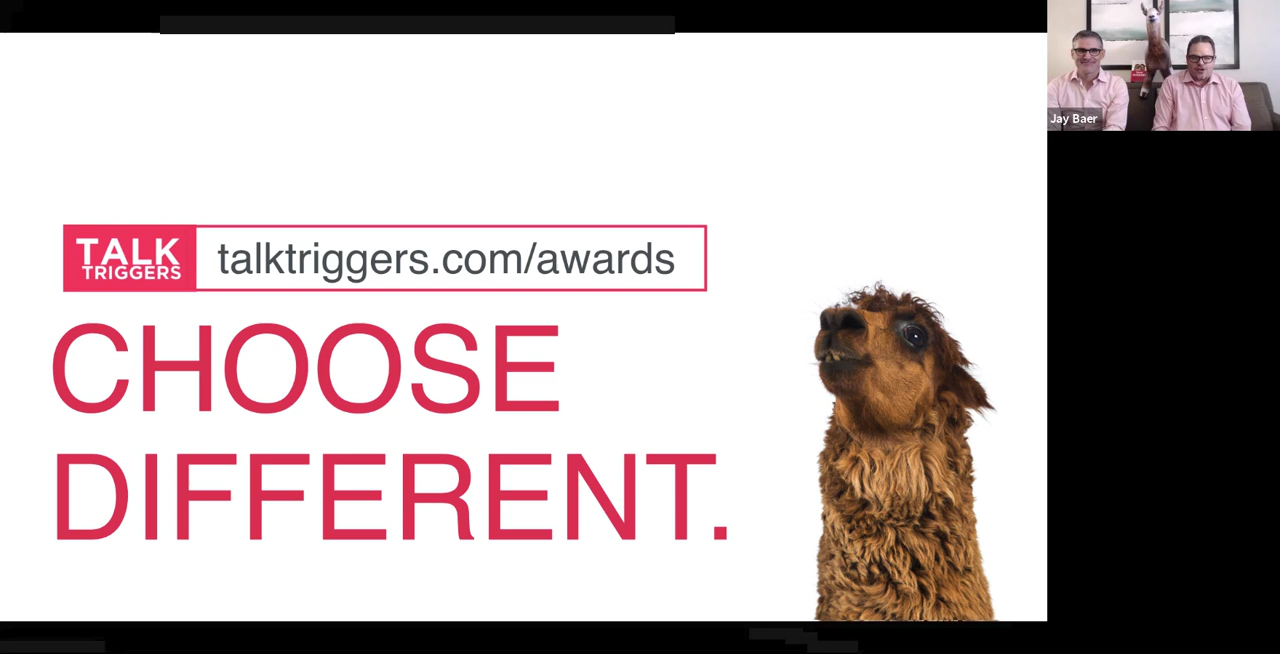 TALK
TRIGGERS
talktriggers.com/awards
CHOOSE
DIFFERENT.
Jay Baer